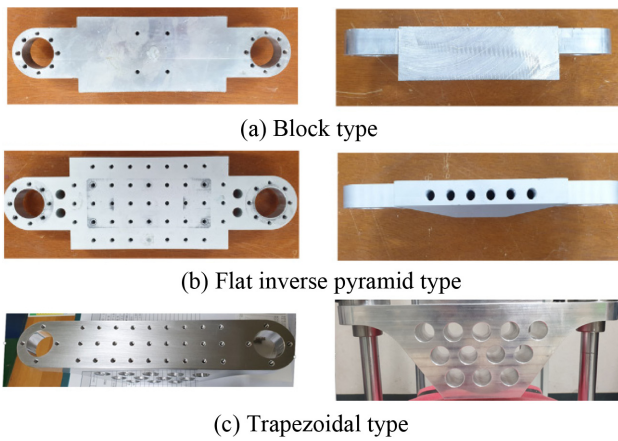 (a) Block type
(b) Flat inverse pyramid type
(c) Trapezoidal type